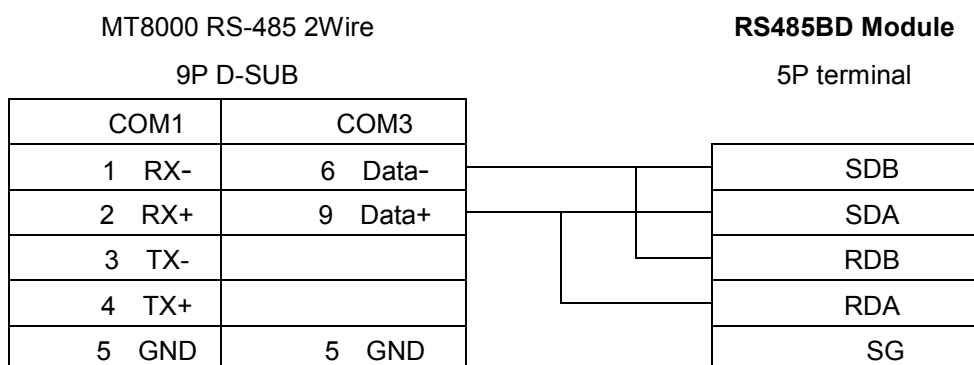 MT8000 RS-485 2Wire RS485BD Module
9P D-SUB 5P terminal
COM1 COM3
1 RX- 6 Data- SDB
2 RX+ 9 Data+ SDA
3 TX- RDB
4 TX+ RDA
5 GND 5 GND SG